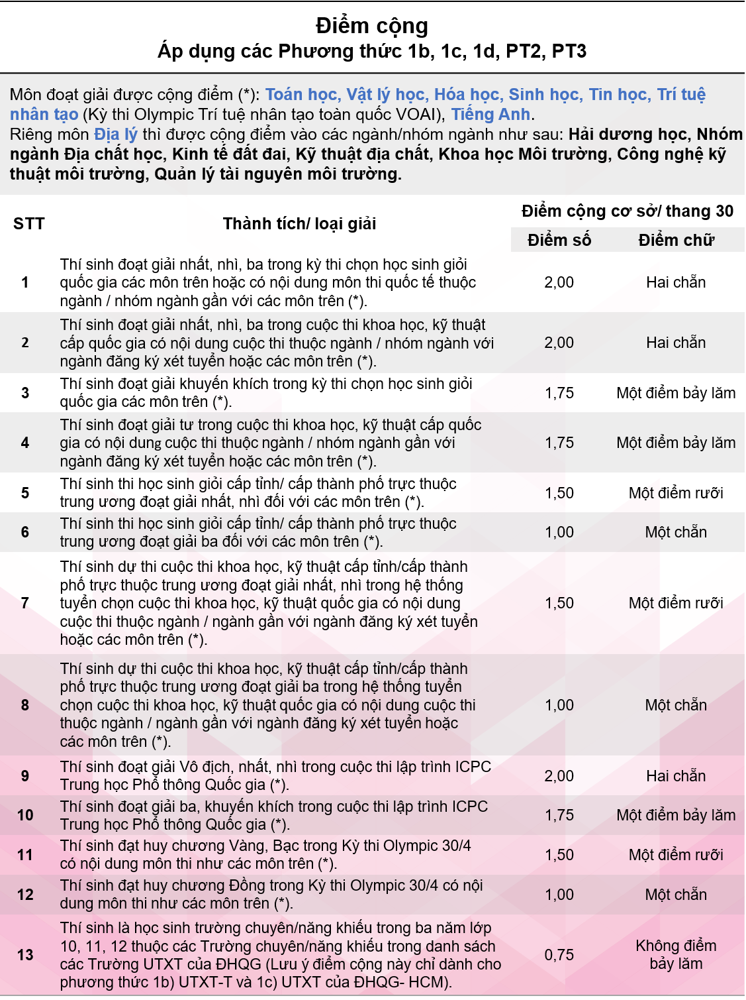 Điểm cộng
Áp dụng các Phương thức 1b, 1c, 1d, PT2, PT3
Môn đoạt giải được cộng điểm (*): Toán học, Vật lý học, Hóa học, Sinh học, Tin học, Trí tuệ
nhân tạo (Kỳ thi Olympic Trí tuệ nhân tạo toàn quốc VOAI), Tiếng Anh.
Riêng môn Địa lý thì được cộng điểm vào các ngành/nhóm ngành như sau: Hải dương học, Nhóm
ngành Địa chất học, Kinh tế đất đai, Kỹ thuật địa chất, Khoa học Môi trường, Công nghệ kỹ
thuật môi trường, Quản lý tài nguyên môi trường.
STT
Thành tích/ loại giải
Điểm cộng cơ sở/ thang 30
Điểm số
Điểm chữ
1
Thí sinh đoạt giải nhất, nhì, ba trong kỳ thi chọn học sinh giỏi
quốc gia các môn trên hoặc có nội dung môn thi quốc tế thuộc
ngành / nhóm ngành gần với các môn trên (*).
2,00
Hai chẵn
2
Thí sinh đoạt giải nhất, nhì, ba trong cuộc thi khoa học, kỹ thuật
cấp quốc gia có nội dung cuộc thi thuộc ngành / nhóm ngành với
ngành đăng ký xét tuyển hoặc các môn trên (*).
2,00
Hai chẵn
3
Thí sinh đoạt giải khuyến khích trong kỳ thi chọn học sinh giỏi
quốc gia các môn trên (*).
1,75
Một điểm bảy lăm
4
Thí sinh đoạt giải tư trong cuộc thi khoa học, kỹ thuật cấp quốc
gia có nội dung cuộc thi thuộc ngành / nhóm ngành gần với
ngành đăng ký xét tuyển hoặc các môn trên (*).
1,75
Một điểm bảy lăm
5
Thí sinh thi học sinh giỏi cấp tỉnh/ cấp thành phố trực thuộc
trung ương đoạt giải nhất, nhì đối với các môn trên (*).
1,50
Một điểm rưỡi
6
Thí sinh thi học sinh giỏi cấp tỉnh/ cấp thành phố trực thuộc
trung ương đoạt giải ba đối với các môn trên (*).
1,00
Một chẵn
7
Thí sinh dự thi cuộc thi khoa học, kỹ thuật cấp tỉnh/cấp thành
phố trực thuộc trung ương đoạt giải nhất, nhì trong hệ thống
tuyển chọn cuộc thi khoa học, kỹ thuật quốc gia có nội dung
cuộc thi thuộc ngành / ngành gần với ngành đăng ký xét tuyển
hoặc các môn trên (*).
1,50
Một điểm rưỡi
8
Thí sinh dự thi cuộc thi khoa học, kỹ thuật cấp tỉnh/cấp thành
phố trực thuộc trung ương đoạt giải ba trong hệ thống tuyển
chọn cuộc thi khoa học, kỹ thuật quốc gia có nội dung cuộc thi
thuộc ngành / ngành gần với ngành đăng ký xét tuyển hoặc
các môn trên (*).
1,00
Một chẵn
9
Thí sinh đoạt giải Vô địch, nhất, nhì trong cuộc thi lập trình ICPC
Trung học Phổ thông Quốc gia (*).
2,00
Hai chẵn
10
Thí sinh đoạt giải ba, khuyến khích trong cuộc thi lập trình ICPC
Trung học Phổ thông Quốc gia (*).
1,75
Một điểm bảy lăm
11
Thí sinh đạt huy chương Vàng, Bạc trong Kỳ thi Olympic 30/4
có nội dung môn thi như các môn trên (*).
1,50
Một điểm rưỡi
12
Thí sinh đạt huy chương Đồng trong Kỳ thi Olympic 30/4 có nội
dung môn thi như các môn trên (*).
1,00
Một chẵn
13
Thí sinh là học sinh trường chuyên/năng khiếu trong ba năm lớp
10, 11, 12 thuộc các Trường chuyên/năng khiếu trong danh sách
các Trường UTXT của ĐHQG (Lưu ý điểm cộng này chỉ dành cho
phương thức 1b) UTXT-T và 1c) UTXT của ĐHQG- HCM).
0,75
Không điểm
bảy lăm